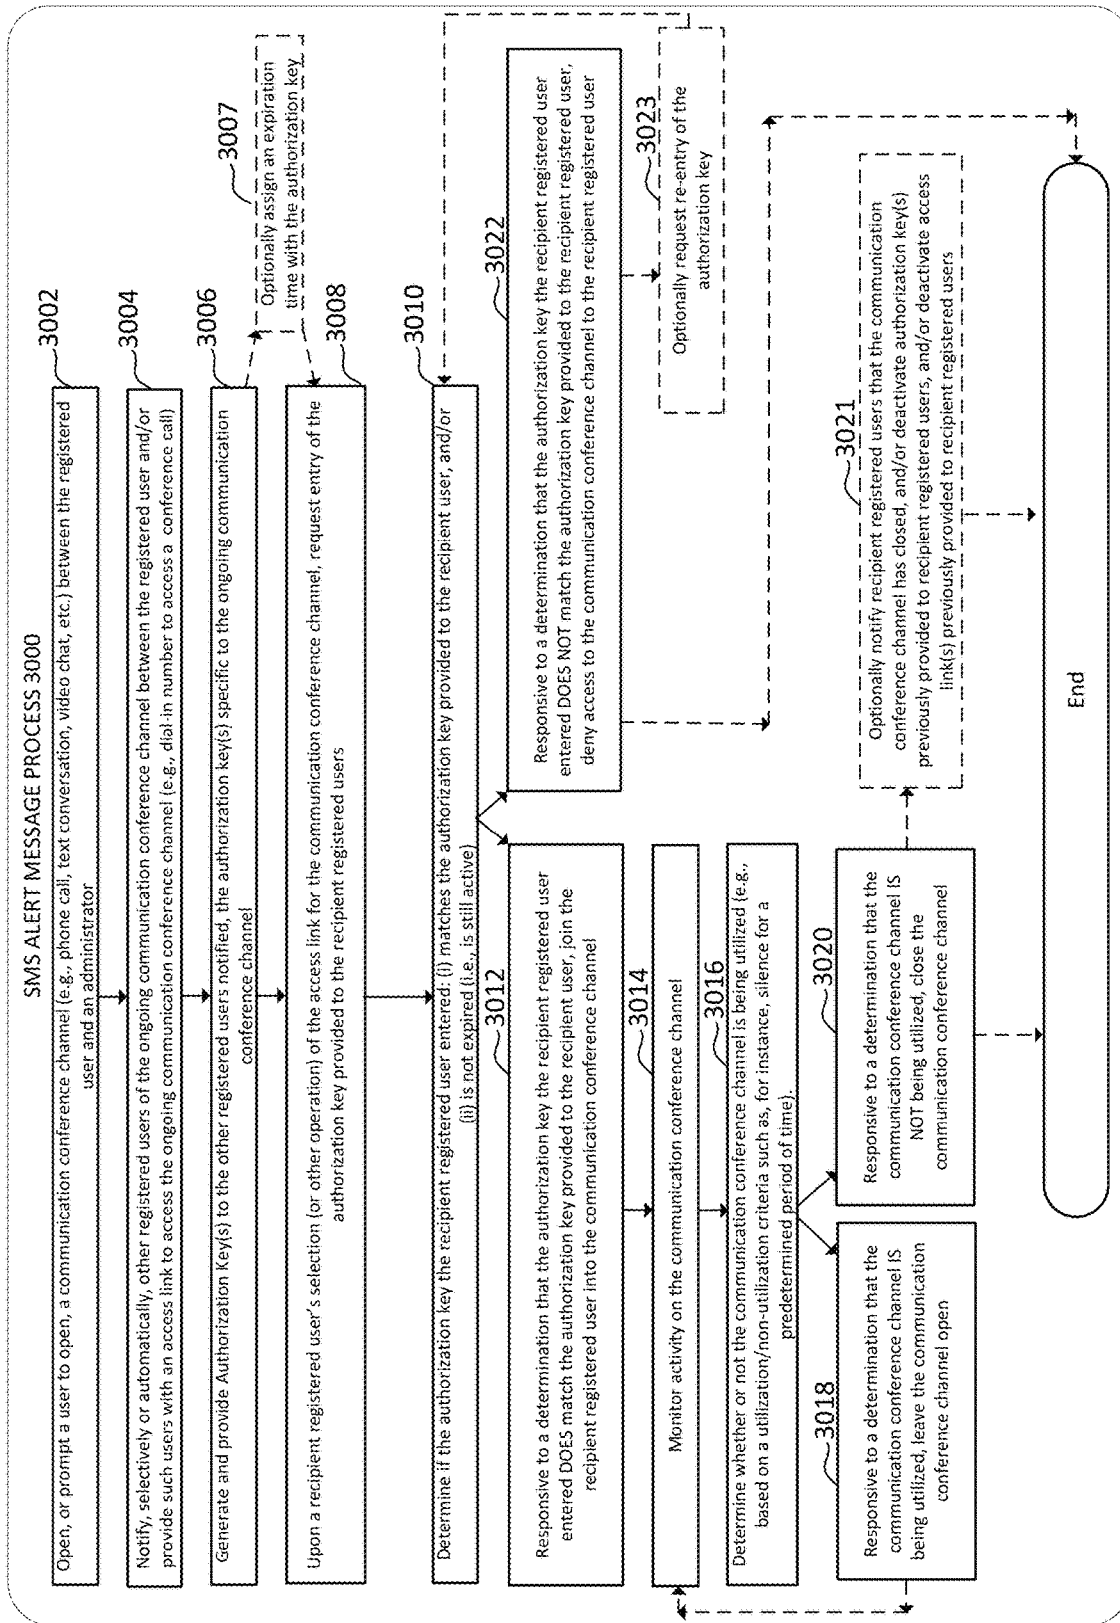 SMS ALERT MESSAGE PROCESS 3000
3002
Open, or prompt a user to open, a communication conference channel (e.g., phone call, text conversation, video chat, etc.) between the registered
user and an administrator
3004
Notify, selectively or automatically, other registered users of the ongoing communication conference channel between the registered user and/or
provide such users with an access link to access the ongoing communication conference channel (e.g., dial-in number to access a conference call)
3006
Generate and provide Authorization Key(s) to the other registered users notified, the authorization key(s) specific to the ongoing communication
conference channel
3007
Optionally assign an expiration
time with the authorization key
3008
Upon a recipient registered user's selection (or other operation) of the access link for the communication conference channel, request entry of the
authorization key provided to the recipient registered users
3010
Determine if the authorization key the recipient registered user entered: (i) matches the authorization key provided to the recipient user, and/or
(ii) is not expired (i.e., is still active)
3012
Responsive to a determination that the authorization key the recipient registered user
entered DOES match the authorization key provided to the recipient user, join the
recipient registered user into the communication conference channel
3022
Responsive to a determination that the authorization key the recipient registered user
entered DOES NOT match the authorization key provided to the recipient registered user,
deny access to the communication conference channel to the recipient registered user
3023
Optionally request re-entry of the
authorization key
3014
Monitor activity on the communication conference channel
3016
Determine whether or not the communication conference channel is being utilized (e.g.,
based on a utilization/non-utilization criteria such as, for instance, silence for a
predetermined period of time).
3018
Responsive to a determination that the
communication conference channel IS
being utilized, leave the communication
conference channel open
3020
Responsive to a determination that the
communication conference channel IS
NOT being utilized, close the
communication conference channel
3021
Optionally notify recipient registered users that the communication
conference channel has closed, and/or deactivate authorization key(s)
previously provided to recipient registered users, and/or deactivate access
link(s) previously provided to recipient registered users
End